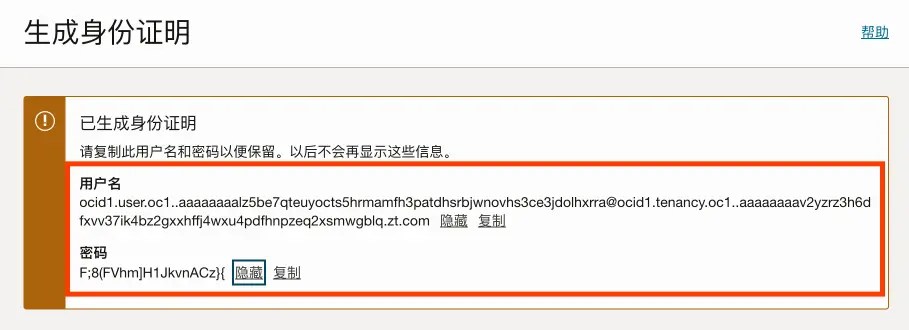 生成身份证明
帮助
已生成身份证明
请复制此用户名和密码以便保留。以后不会再显示这些信息。
用户名
ocid1.user.oc1..aaaaaaaalz5be7qteuyocts5hrmamfh3patdhsrbjwnovhs3ce3jdolhxrra@ocid1.tenancy.oc1..aaaaaaaav2yzrz3h6d
fxvv37ik4bz2gxxhffj4wxu4pdfhnpzeq2xsmwgblq.zt.com 隐藏 复制
密码
F;8(FVhm]H1JkvnACz}{ 隐藏 复制